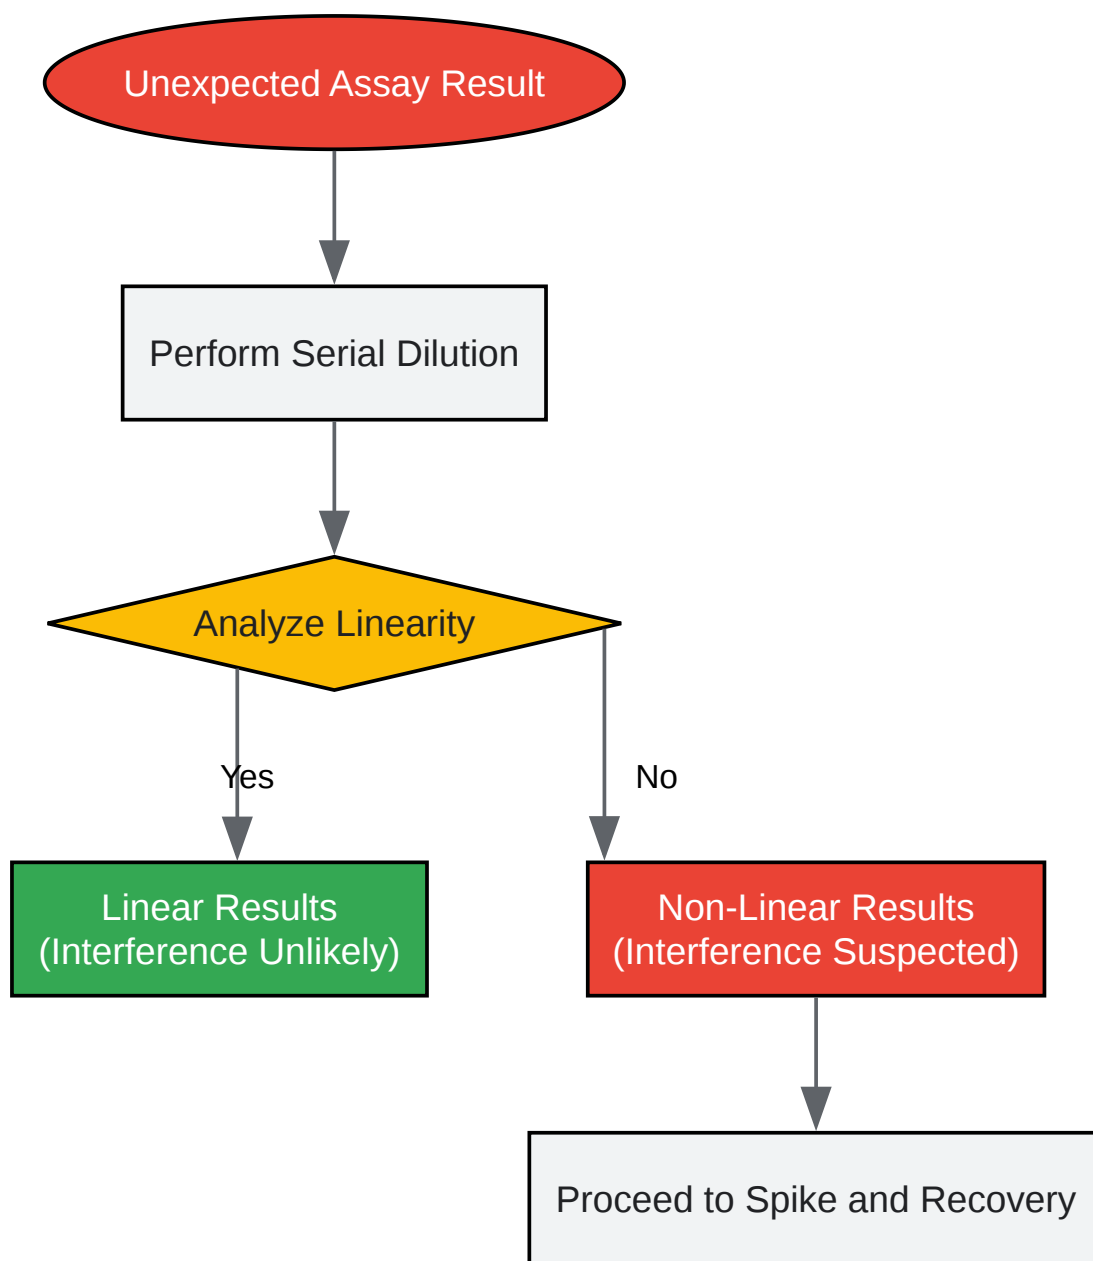 Unexpected Assay Result
Perform Serial Dilution
Analyze Linearity
Yes
No
Linear Results
(Interference Unlikely)
Non-Linear Results
(Interference Suspected)
Proceed to Spike and Recovery